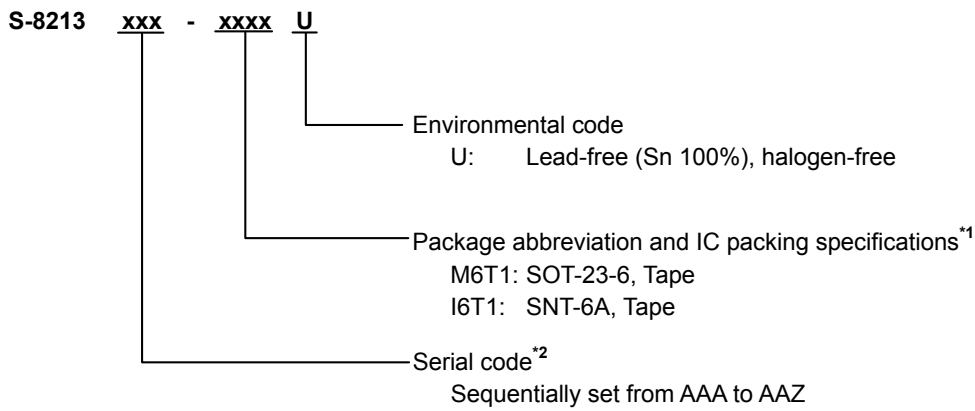 S-8213 xxx - xxxx U
Environmental code
U: Lead-free (Sn 100%), halogen-free
Package abbreviation and IC packing specifications*1
M6T1: SOT-23-6, Tape
I6T1: SNT-6A, Tape
Serial code*2
Sequentially set from AAA to AAZ